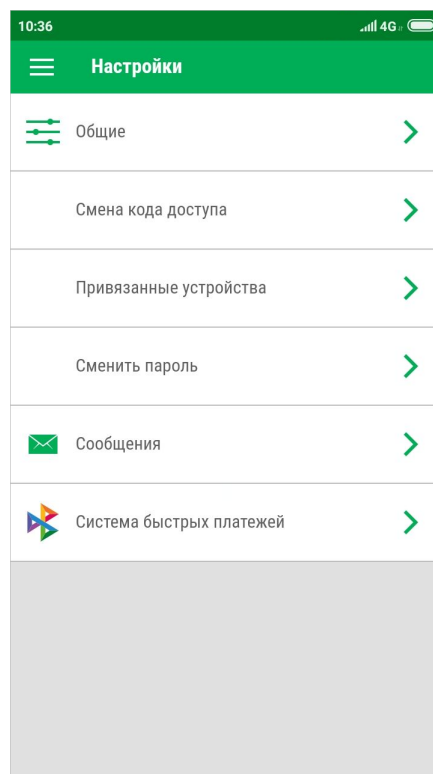 10:36 4G
Настройки
Общие
Смена кода доступа
Привязанные устройства
Сменить пароль
Сообщения
Система быстрых платежей